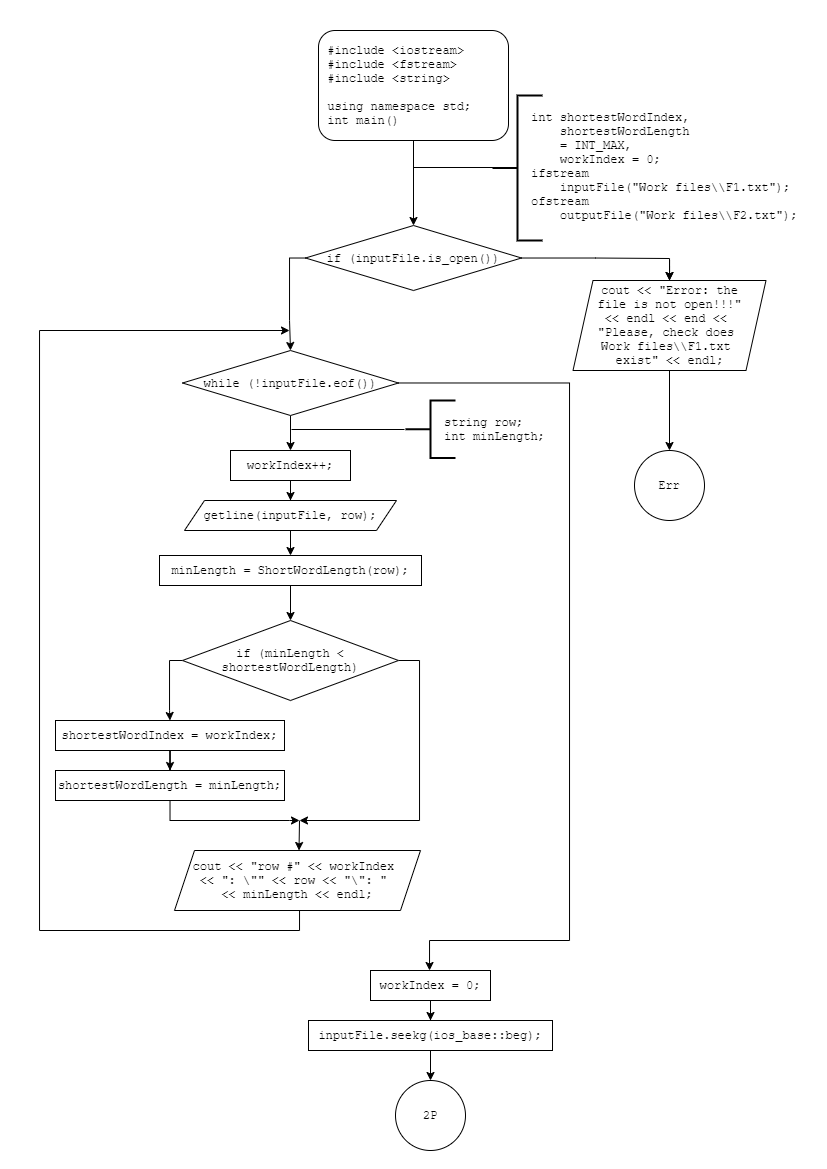 #include <iostream>
#include <fstream>
#include <string>
using namespace std;
int main()
int shortestWordIndex,
shortestWordLength
= INT_MAX,
workIndex = 0;
ifstream
inputFile("Work files\\F1.txt");
ofstream
outputFile("Work files\\F2.txt");
if (inputFile.is_open())
cout << "Error: the
file is not open!!!"
<< endl << end <<
"Please, check does
Work files\\F1.txt
exist" << endl;
Err
while (!inputFile.eof())
string row;
int minLength;
workIndex++;
getline(inputFile, row);
minLength = ShortWordLength(row);
if (minLength <
shortestWordLength)
shortestWordIndex = workIndex;
shortestWordLength = minLength;
cout << "row #" << workIndex
<< ": \"" << row << "\": "
<< minLength << endl;
workIndex = 0;
inputFile.seekg(ios_base::beg);
2P